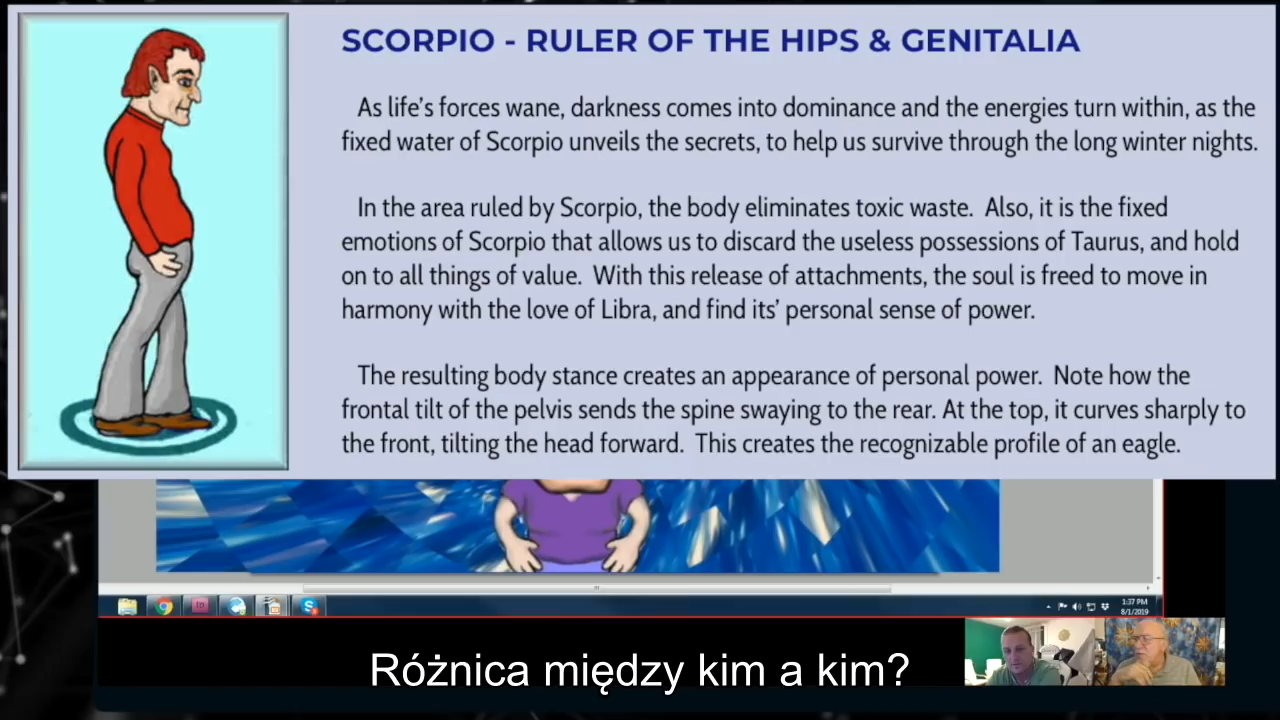 SCORPIO - RULER OF THE HIPS & GENITALIA
As life's forces wane, darkness comes into dominance and the energies turn within, as the
fixed water of Scorpio unveils the secrets, to help us survive through the long winter nights.
In the area ruled by Scorpio, the body eliminates toxic waste.  Also, it is the fixed
emotions of Scorpio that allows us to discard the useless possessions of Taurus, and hold
on to all things of value.  With this release of attachments, the soul is freed to move in
harmony with the love of Libra, and find its' personal sense of power.
The resulting body stance creates an appearance of personal power.  Note how the
frontal tilt of the pelvis sends the spine swaying to the rear. At the top, it curves sharply to
the front, tilting the head forward.  This creates the recognizable profile of an eagle.
1:37 PM
8/1/2019
Różnica między kim a kim?